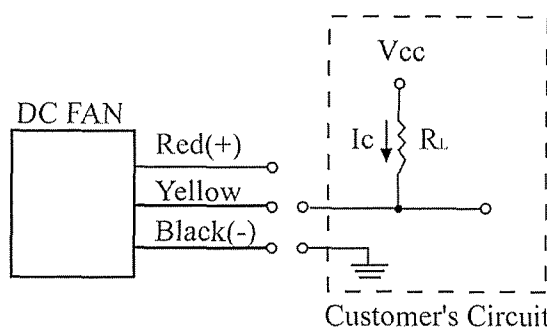 Vcc
DC FAN
Red(+)
Ic
RL
Yellow
Black(-)
Customer's Circuit